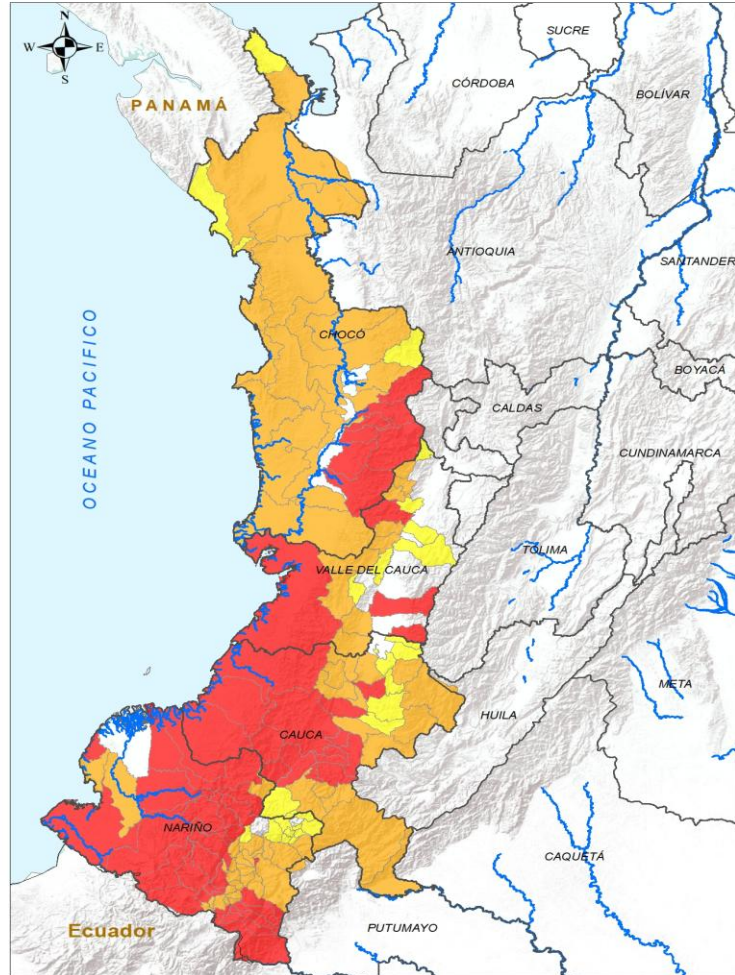 N
W E
S
SUCRE
CÓRDOBA
BOLÍVAR
PANAMÁ
ANTIOQUIA
SANTANDER
OCEANO PACIFICO
CHOCÓ
BOYACÁ
CALDAS
CUNDINAMARCA
TOLIMA
VALLE DEL CAUCA
META
HUILA
CAUCA
NARIÑO
CAQUETÁ
Ecuador
PUTUMAYO